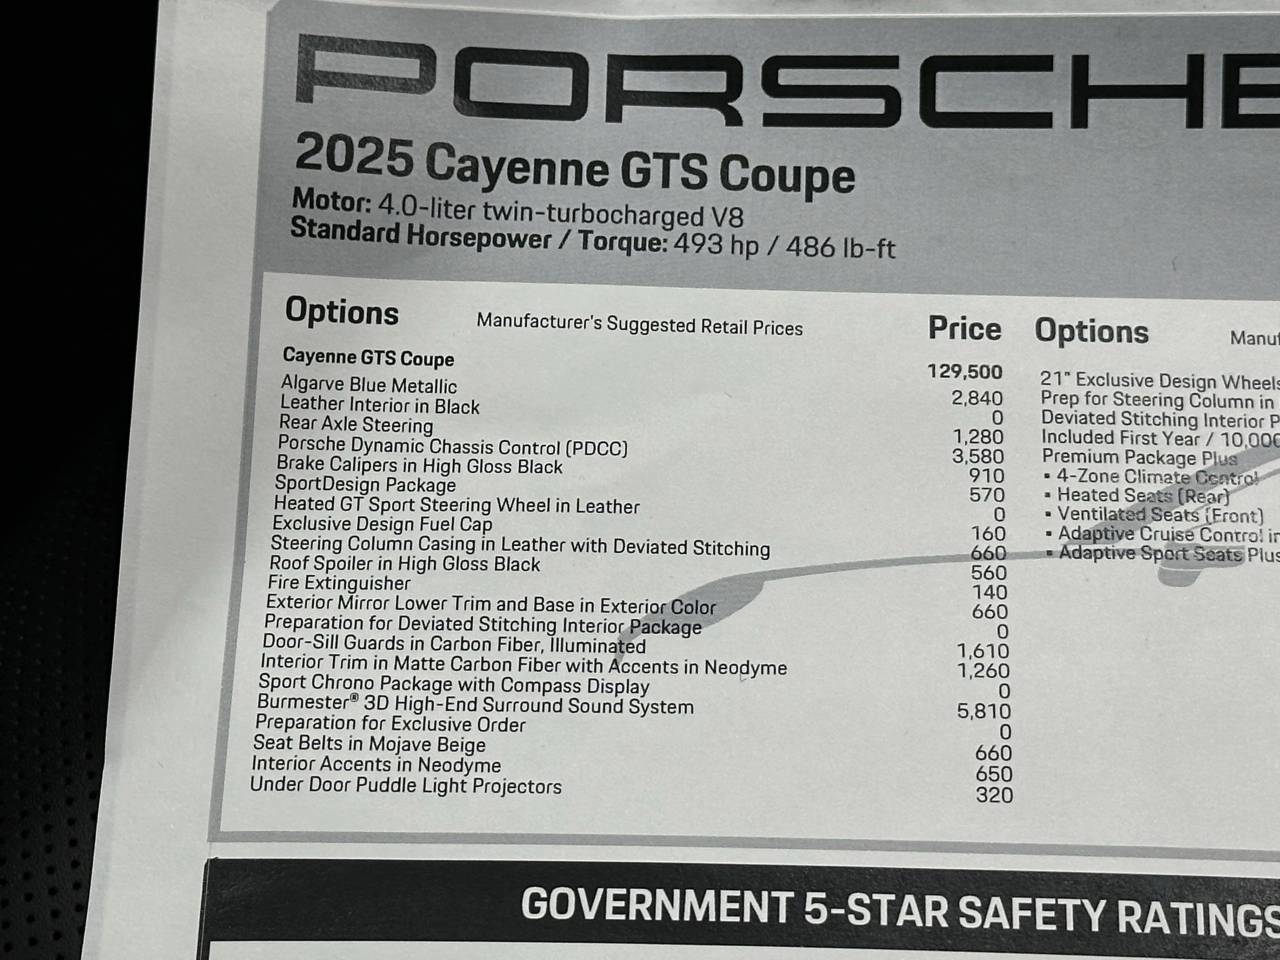 PORSCHE
2025 Cayenne GTS Coupe
Motor: 4.0-liter twin-turbocharged V8
Standard Horsepower / Torque: 493 hp / 486 lb-ft
Options Manufacturer's Suggested Retail Prices Price
Cayenne GTS Coupe 129,500
Algarve Blue Metallic 2,840
Leather Interior in Black 0
Rear Axle Steering 1,280
Porsche Dynamic Chassis Control (PDCC) 3,580
Brake Calipers in High Gloss Black 910
SportDesign Package 570
Heated GT Sport Steering Wheel in Leather 0
Exclusive Design Fuel Cap 160
Steering Column Casing in Leather with Deviated Stitching 660
Roof Spoiler in High Gloss Black 560
Fire Extinguisher 140
Exterior Mirror Lower Trim and Base in Exterior Color 660
Preparation for Deviated Stitching Interior Package 0
Door-Sill Guards in Carbon Fiber, Illuminated 1,610
Interior Trim in Matte Carbon Fiber with Accents in Neodyme 1,260
Sport Chrono Package with Compass Display 0
Burmester® 3D High-End Surround Sound System 5,810
Preparation for Exclusive Order 0
Seat Belts in Mojave Beige 660
Interior Accents in Neodyme 650
Under Door Puddle Light Projectors 320
Options
21" Exclusive Design Wheels
Prep for Steering Column in
Deviated Stitching Interior
Included First Year / 10,000
Premium Package Plus
▪ 4-Zone Climate Control
▪ Heated Seats (Rear)
▪ Ventilated Seats (Front)
▪ Adaptive Cruise Control
▪ Adaptive Sport Seats Plus
GOVERNMENT 5-STAR SAFETY RATINGS